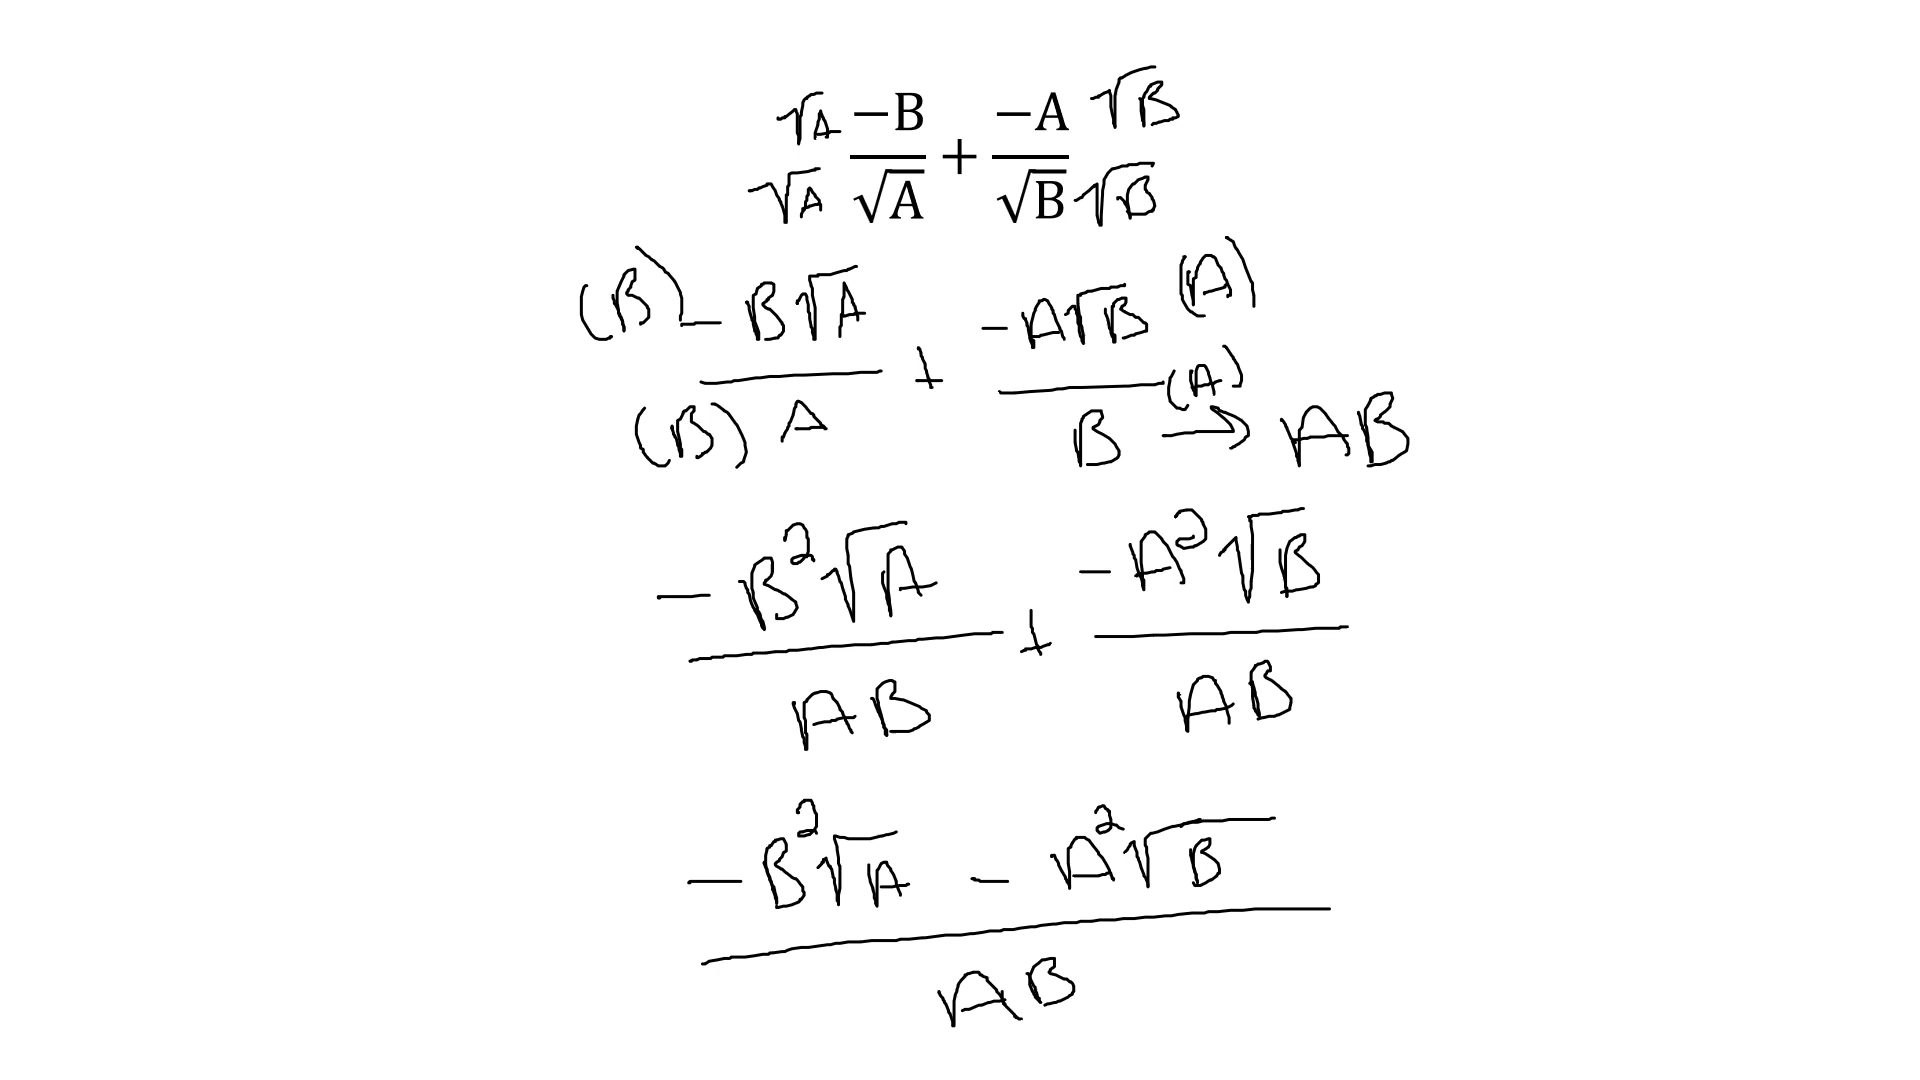 √A/√A −B/√A + −A/√B √B/√B
(B)/(B) −B√A/A + −A√B/B (A)/(A) → AB
−B²√A/AB + −A²√B/AB
(−B²√A − A²√B)/AB